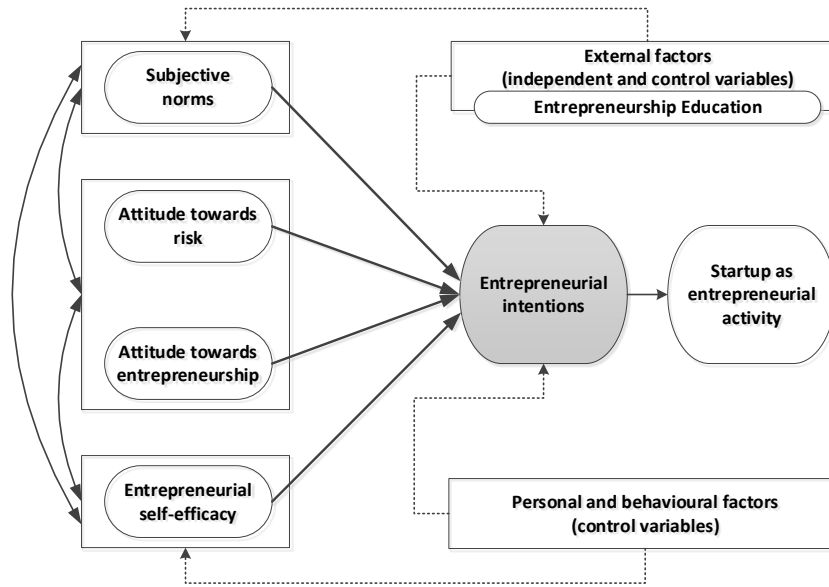 Subjective
norms
External factors
(independent and control variables)
Entrepreneurship Education
Attitude towards
risk
Entrepreneurial
intentions
Startup as
entrepreneurial
activity
Attitude towards
entrepreneurship
Entrepreneurial
self-efficacy
Personal and behavioural factors
(control variables)